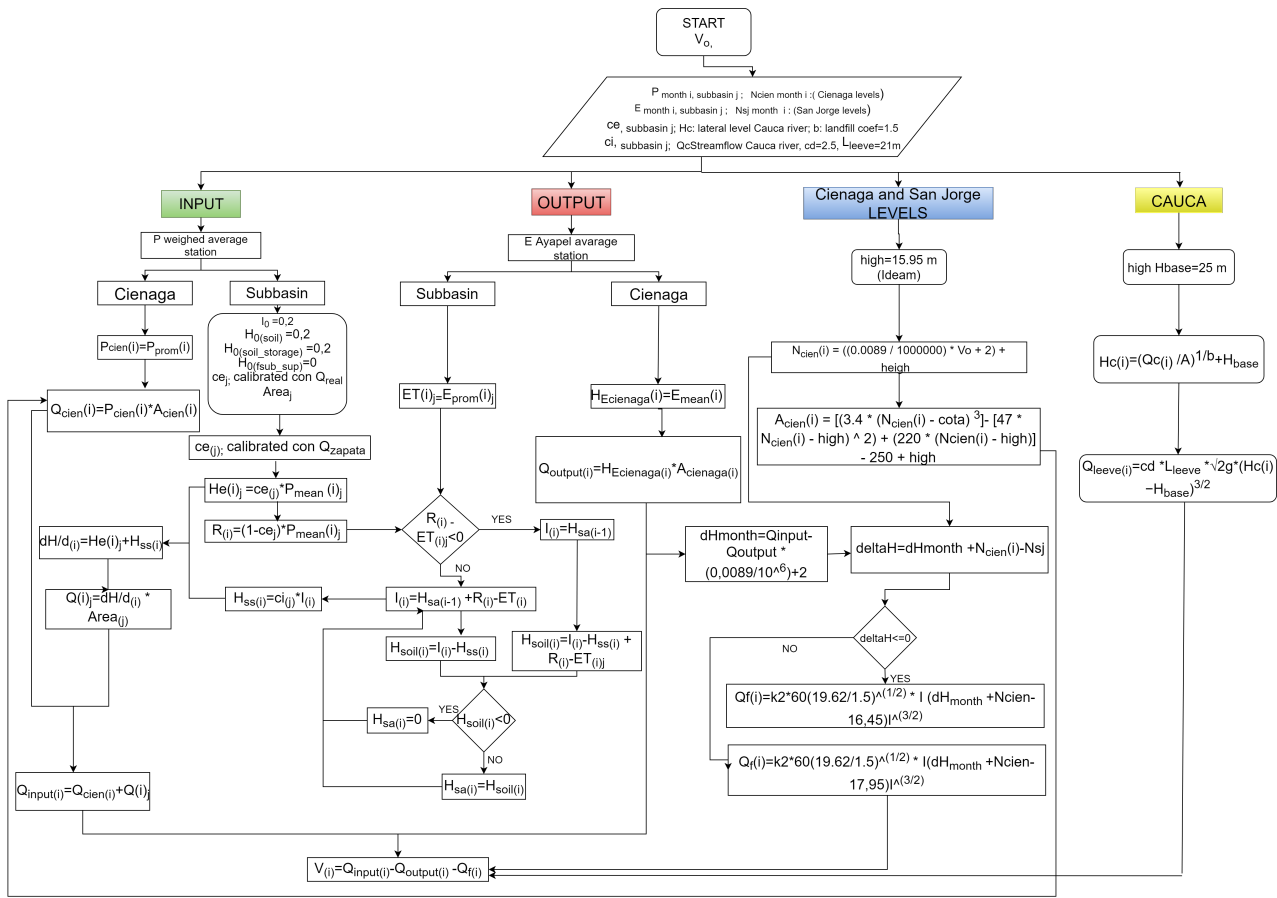 START
Vo,
P month i, subbasin j ; Ncien month i :( Cienaga levels)
E month i, subbasin j ; Nsj month i : (San Jorge levels)
ce, subbasin j; Hc: lateral level Cauca river; b: landfill coef=1.5
ci, subbasin j; QcStreamflow Cauca river, cd=2.5, Lleeve=21m
INPUT
OUTPUT
Cienaga and San Jorge
LEVELS
CAUCA
P weighed average
station
E Ayapel avarage
station
high=15.95 m
(Ideam)
high Hbase=25 m
Cienaga
Subbasin
Subbasin
Cienaga
I0 =0,2
H0(soil) =0,2
H0(soil_storage) =0,2
H0(fsub_sup)=0
cej; calibrated con Qreal
Areaj
Pcien(i)=Pprom(i)
Ncien(i) = ((0.0089 / 1000000) * Vo + 2) +
heigh
Hc(i)=(Qc(i) /A)1/b+Hbase
Qcien(i)=Pcien(i)*Acien(i)
ET(i)j=Eprom(i)j
HEcienaga(i)=Emean(i)
Acien(i) = [(3.4 * (Ncien(i) - cota) 3]- [47 *
Ncien(i) - high) ^ 2) + (220 * (Ncien(i) - high)]
- 250 + high
ce(j); calibrated con Qzapata
Qoutput(i)=HEcienaga(i)*Acienaga(i)
Qleeve(i)=cd *Lleeve *√2g*(Hc(i)
−Hbase)3/2
He(i)j =ce(j)*Pmean (i)j
R(i)=(1-cej)*Pmean(i)j
R(i) -
ET(i)j<0
YES
I(i)=Hsa(i-1)
dH/d(i)=He(i)j+Hss(i)
dHmonth=Qinput-
Qoutput *
(0,0089/10^6)+2
deltaH=dHmonth +Ncien(i)-Nsj
NO
Q(i)j=dH/d(i) *
Area(j)
Hss(i)=ci(j)*I(i)
I(i)=Hsa(i-1) +R(i)-ET(i)
Hsoil(i)=I(i)-Hss(i)
Hsoil(i)=I(i)-Hss(i) +
R(i)-ET(i)j
deltaH<=0
NO
YES
Qf(i)=k2*60(19.62/1.5)^(1/2) * I (dHmonth +Ncien-
16,45)I^(3/2)
Hsa(i)=0
YES
Hsoil(i)<0
NO
Qf(i)=k2*60(19.62/1.5)^(1/2) * I(dHmonth +Ncien-
17,95)I^(3/2)
Qinput(i)=Qcien(i)+Q(i)j
Hsa(i)=Hsoil(i)
V(i)=Qinput(i)-Qoutput(i) -Qf(i)